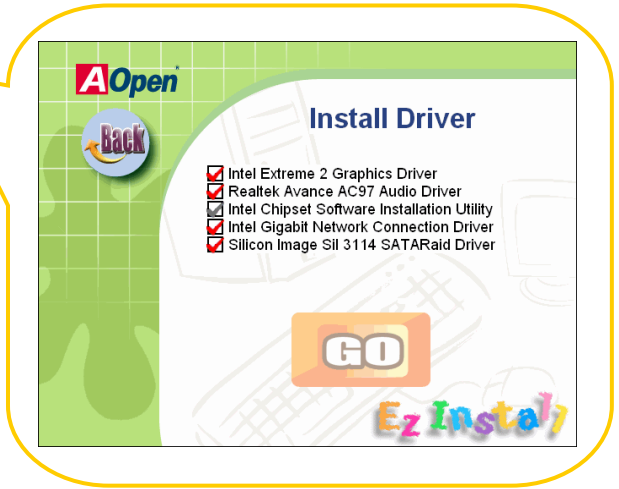 AOpen
Back
Install Driver
Intel Extreme 2 Graphics Driver
Realtek Avance AC97 Audio Driver
Intel Chipset Software Installation Utility
Intel Gigabit Network Connection Driver
Silicon Image Sil 3114 SATARaid Driver
GO
Ez Install